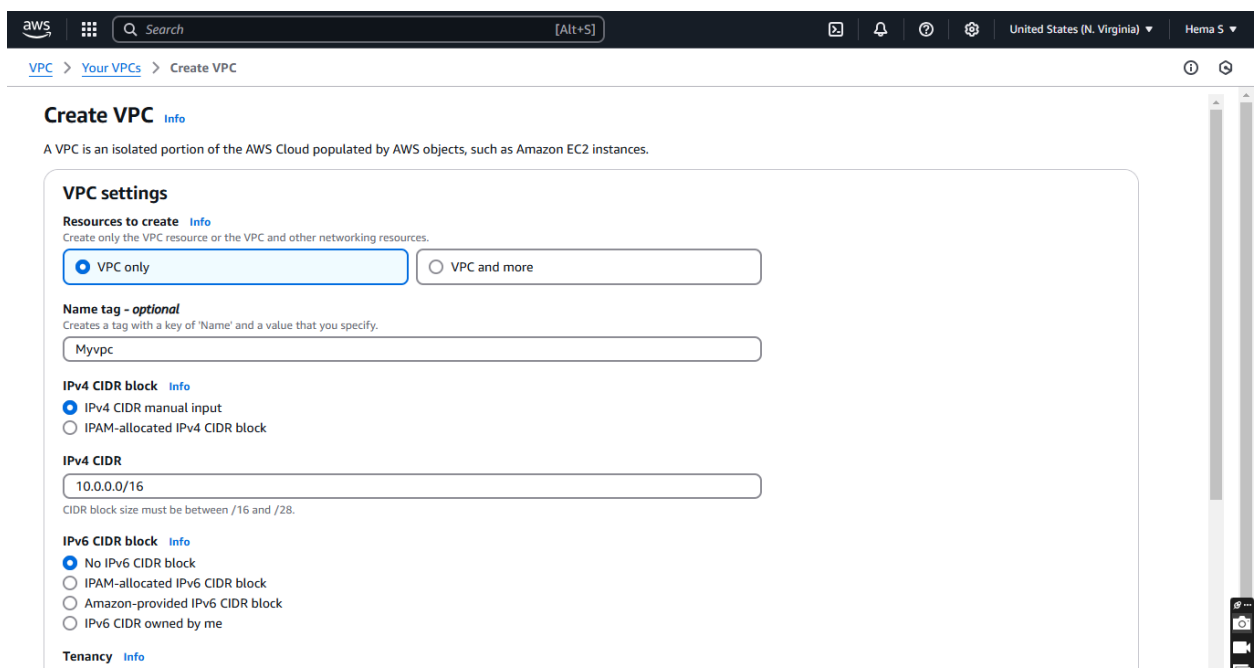 aws Search [Alt+S] United States (N. Virginia) Hema S
VPC > Your VPCs > Create VPC
Create VPC Info
A VPC is an isolated portion of the AWS Cloud populated by AWS objects, such as Amazon EC2 instances.
VPC settings
Resources to create Info
Create only the VPC resource or the VPC and other networking resources.
VPC only VPC and more
Name tag - optional
Creates a tag with a key of 'Name' and a value that you specify.
Myvpc
IPv4 CIDR block Info
IPv4 CIDR manual input
IPAM-allocated IPv4 CIDR block
IPv4 CIDR
10.0.0.0/16
CIDR block size must be between /16 and /28.
IPv6 CIDR block Info
No IPv6 CIDR block
IPAM-allocated IPv6 CIDR block
Amazon-provided IPv6 CIDR block
IPv6 CIDR owned by me
Tenancy Info